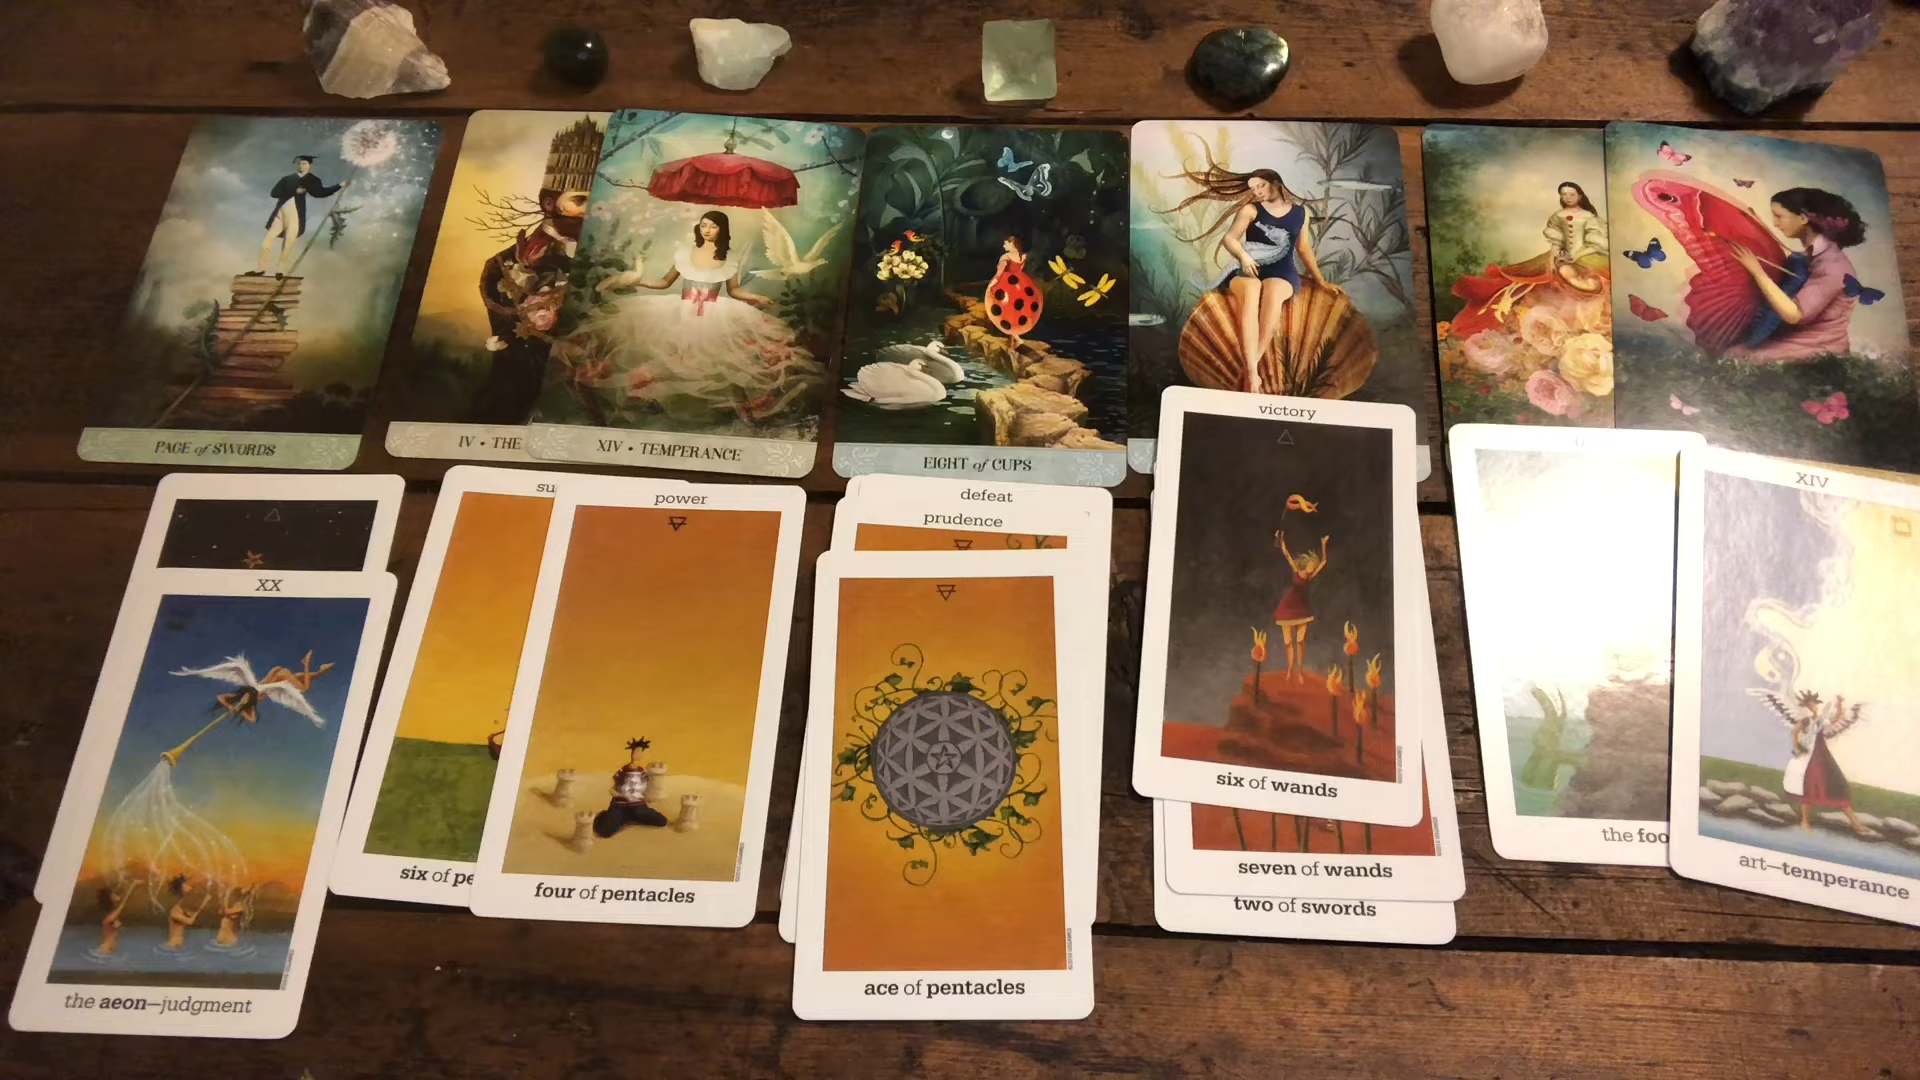 PAGE of SWORDS
IV • THE
XIV • TEMPERANCE
EIGHT of CUPS
XX
the aeon—judgment
su
six of pe
power
four of pentacles
defeat
prudence
ace of pentacles
victory
six of wands
seven of wands
two of swords
the foo
XIV
art—temperance